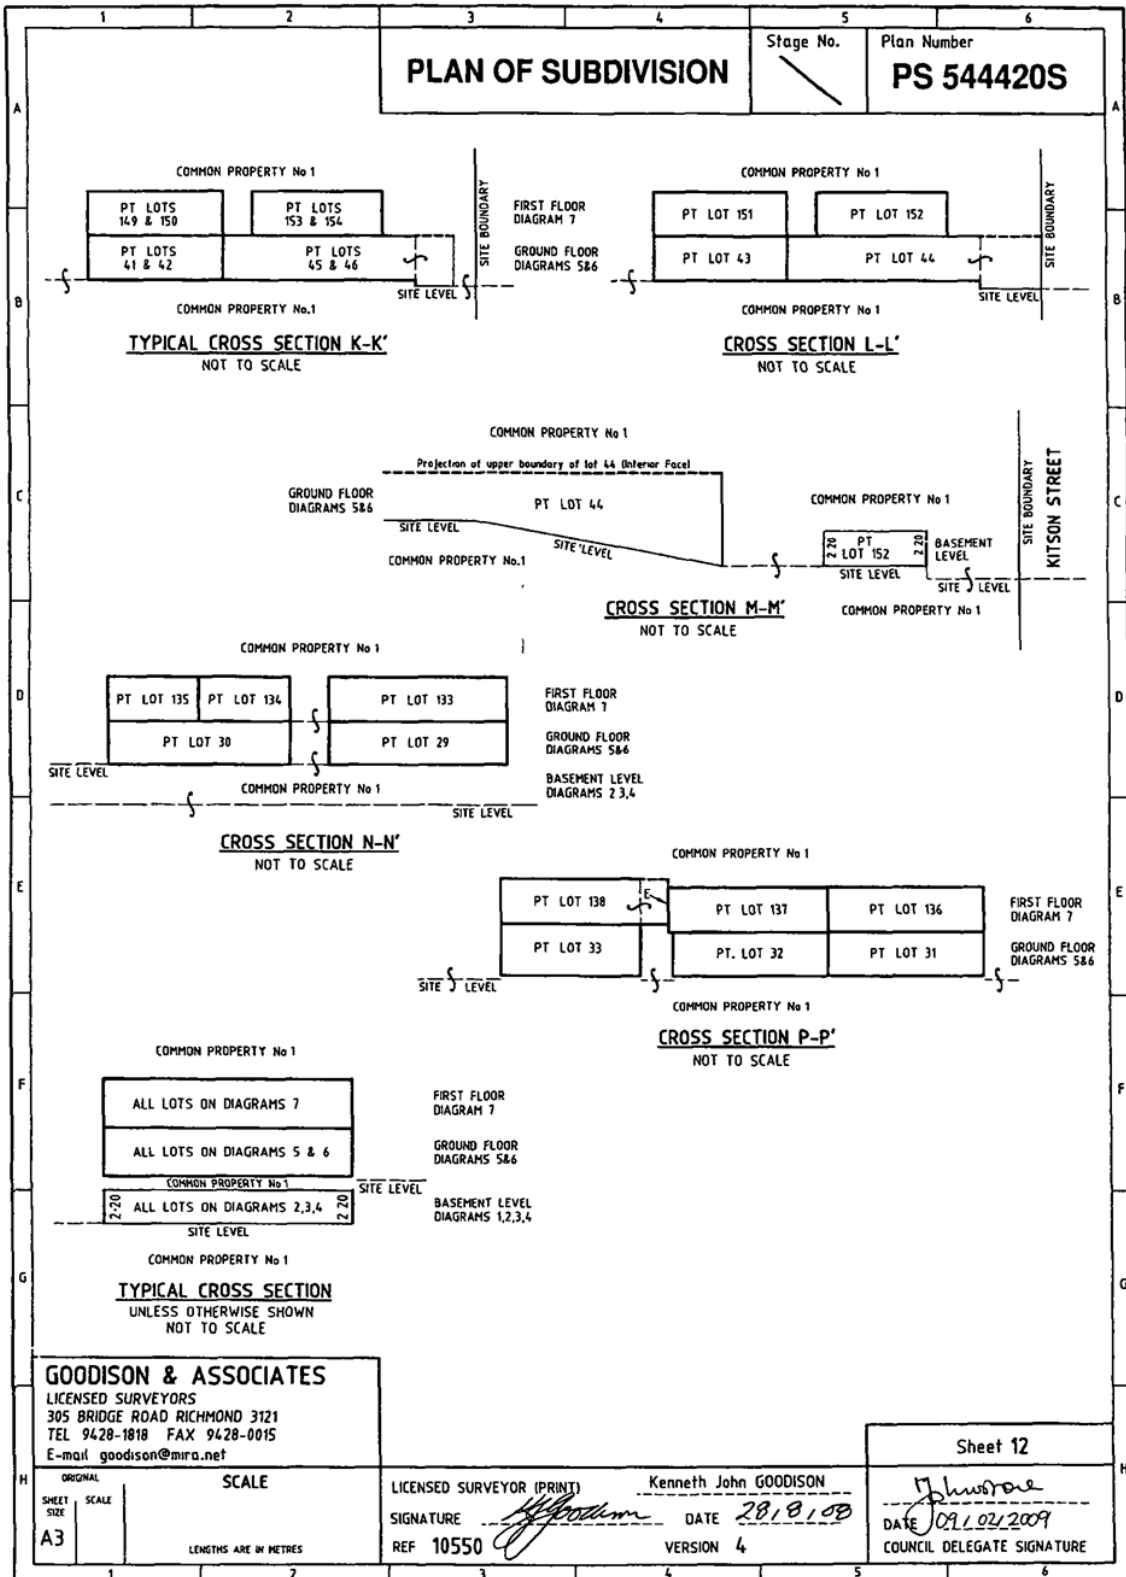 1 2 3 4 5 6
PLAN OF SUBDIVISION
Stage No.
Plan Number
PS 544420S
A A
COMMON PROPERTY No 1
PT LOTS
149 & 150
PT LOTS
153 & 154
PT LOTS
41 & 42
PT LOTS
45 & 46
SITE LEVEL
SITE BOUNDARY
FIRST FLOOR
DIAGRAM 7
GROUND FLOOR
DIAGRAMS 5&6
COMMON PROPERTY No.1
TYPICAL CROSS SECTION K-K'
NOT TO SCALE
COMMON PROPERTY No 1
PT LOT 151
PT LOT 152
PT LOT 43
PT LOT 44
SITE LEVEL
SITE BOUNDARY
COMMON PROPERTY No 1
CROSS SECTION L-L'
NOT TO SCALE
B B
COMMON PROPERTY No 1
Projection of upper boundary of lot 44 (Interior Face)
GROUND FLOOR
DIAGRAMS 5&6
PT LOT 44
SITE LEVEL
SITE LEVEL
COMMON PROPERTY No.1
COMMON PROPERTY No 1
2 20
PT
LOT 152
2 20
BASEMENT
LEVEL
SITE LEVEL
SITE LEVEL
COMMON PROPERTY No 1
SITE BOUNDARY
KITSON STREET
CROSS SECTION M-M'
NOT TO SCALE
C C
COMMON PROPERTY No 1
PT LOT 135
PT LOT 134
PT LOT 133
PT LOT 30
PT LOT 29
FIRST FLOOR
DIAGRAM 7
GROUND FLOOR
DIAGRAMS 5&6
BASEMENT LEVEL
DIAGRAMS 2 3,4
SITE LEVEL
COMMON PROPERTY No 1
SITE LEVEL
CROSS SECTION N-N'
NOT TO SCALE
D D
COMMON PROPERTY No 1
PT LOT 138
E
PT LOT 137
PT LOT 136
PT LOT 33
PT. LOT 32
PT LOT 31
FIRST FLOOR
DIAGRAM 7
GROUND FLOOR
DIAGRAMS 5&6
SITE LEVEL
COMMON PROPERTY No 1
CROSS SECTION P-P'
NOT TO SCALE
E E
COMMON PROPERTY No 1
ALL LOTS ON DIAGRAMS 7
ALL LOTS ON DIAGRAMS 5 & 6
COMMON PROPERTY No 1
2·20
ALL LOTS ON DIAGRAMS 2,3,4
2 20
SITE LEVEL
SITE LEVEL
FIRST FLOOR
DIAGRAM 7
GROUND FLOOR
DIAGRAMS 5&6
BASEMENT LEVEL
DIAGRAMS 1,2,3,4
COMMON PROPERTY No 1
TYPICAL CROSS SECTION
UNLESS OTHERWISE SHOWN
NOT TO SCALE
F F
G G
GOODISON & ASSOCIATES
LICENSED SURVEYORS
305 BRIDGE ROAD RICHMOND 3121
TEL 9428-1818 FAX 9428-0015
E-mail goodison@mira.net
Sheet 12
H H
ORIGINAL
SHEET SIZE
SCALE
A3
SCALE
LENGTHS ARE IN METRES
LICENSED SURVEYOR (PRINT) Kenneth John GOODISON
SIGNATURE DATE 28/8/08
REF 10550 VERSION 4
DATE 09/02/2009
COUNCIL DELEGATE SIGNATURE
1 2 3 4 5 6